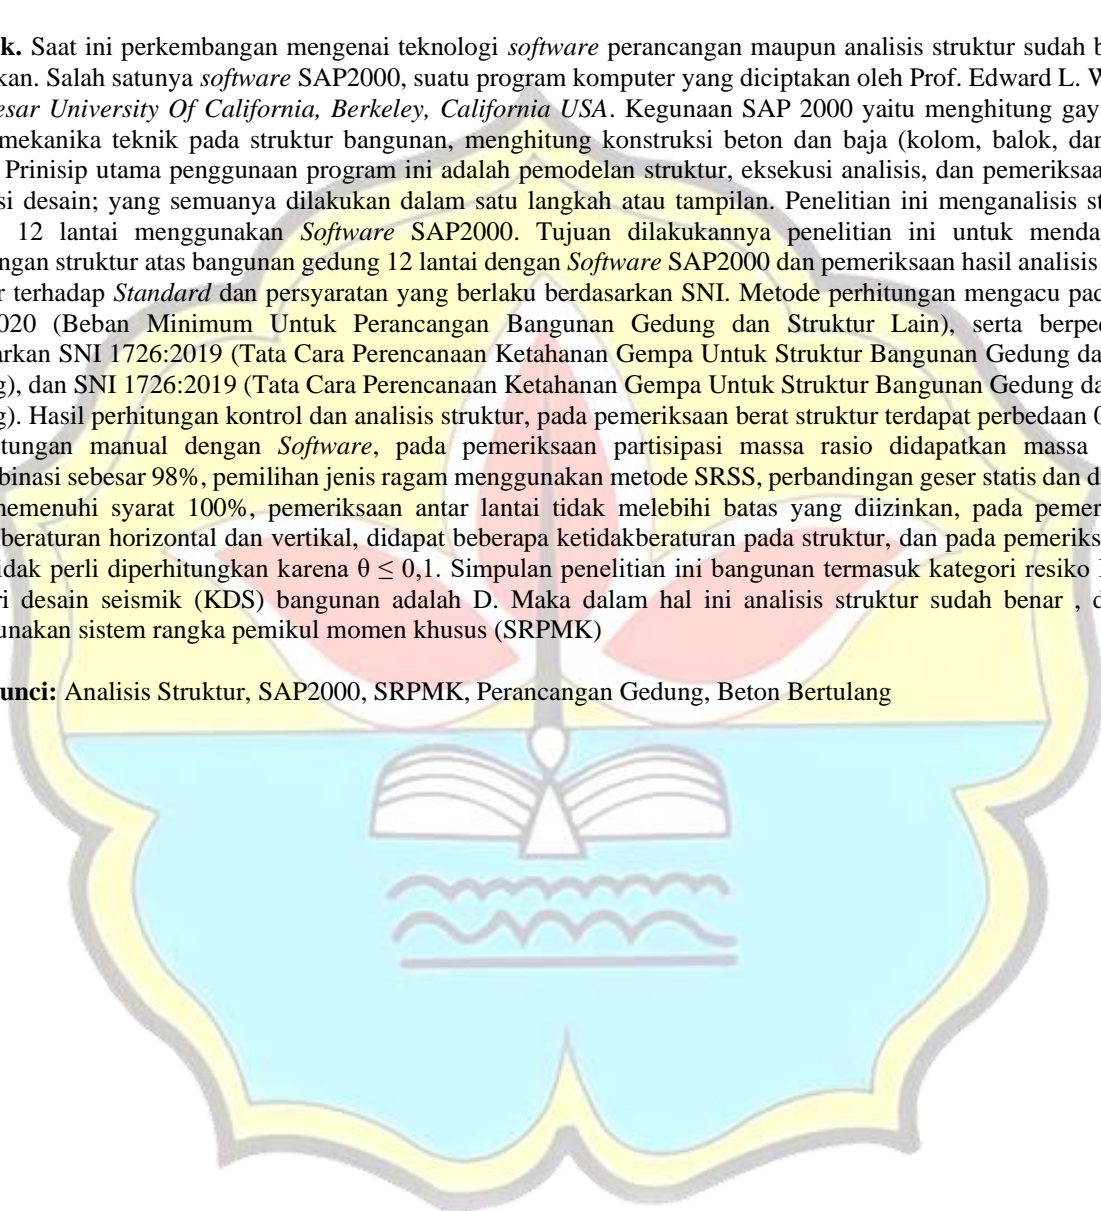 k. Saat ini perkembangan mengenai teknologi software perancangan maupun analisis struktur sudah b
kan. Salah satunya software SAP2000, suatu program komputer yang diciptakan oleh Prof. Edward L. W
esar University Of California, Berkeley, California USA. Kegunaan SAP 2000 yaitu menghitung gay
mekanika teknik pada struktur bangunan, menghitung konstruksi beton dan baja (kolom, balok, dan
Prinisip utama penggunaan program ini adalah pemodelan struktur, eksekusi analisis, dan pemeriksaa
si desain; yang semuanya dilakukan dalam satu langkah atau tampilan. Penelitian ini menganalisis st
12 lantai menggunakan Software SAP2000. Tujuan dilakukannya penelitian ini untuk mendap
ngan struktur atas bangunan gedung 12 lantai dengan Software SAP2000 dan pemeriksaan hasil analisis
r terhadap Standard dan persyaratan yang berlaku berdasarkan SNI. Metode perhitungan mengacu pad
020 (Beban Minimum Untuk Perancangan Bangunan Gedung dan Struktur Lain), serta berpe
arkan SNI 1726:2019 (Tata Cara Perencanaan Ketahanan Gempa Untuk Struktur Bangunan Gedung da
g), dan SNI 1726:2019 (Tata Cara Perencanaan Ketahanan Gempa Untuk Struktur Bangunan Gedung da
g). Hasil perhitungan kontrol dan analisis struktur, pada pemeriksaan berat struktur terdapat perbedaan 0
tungan manual dengan Software, pada pemeriksaan partisipasi massa rasio didapatkan massa
binasi sebesar 98%, pemilihan jenis ragam menggunakan metode SRSS, perbandingan geser statis dan d
memenuhi syarat 100%, pemeriksaan antar lantai tidak melebihi batas yang diizinkan, pada pemer
beraturan horizontal dan vertikal, didapat beberapa ketidakberaturan pada struktur, dan pada pemeriks
idak perli diperhitungkan karena θ ≤ 0,1. Simpulan penelitian ini bangunan termasuk kategori resiko
ri desain seismik (KDS) bangunan adalah D. Maka dalam hal ini analisis struktur sudah benar , d
unakan sistem rangka pemikul momen khusus (SRPMK)
unci: Analisis Struktur, SAP2000, SRPMK, Perancangan Gedung, Beton Bertulang